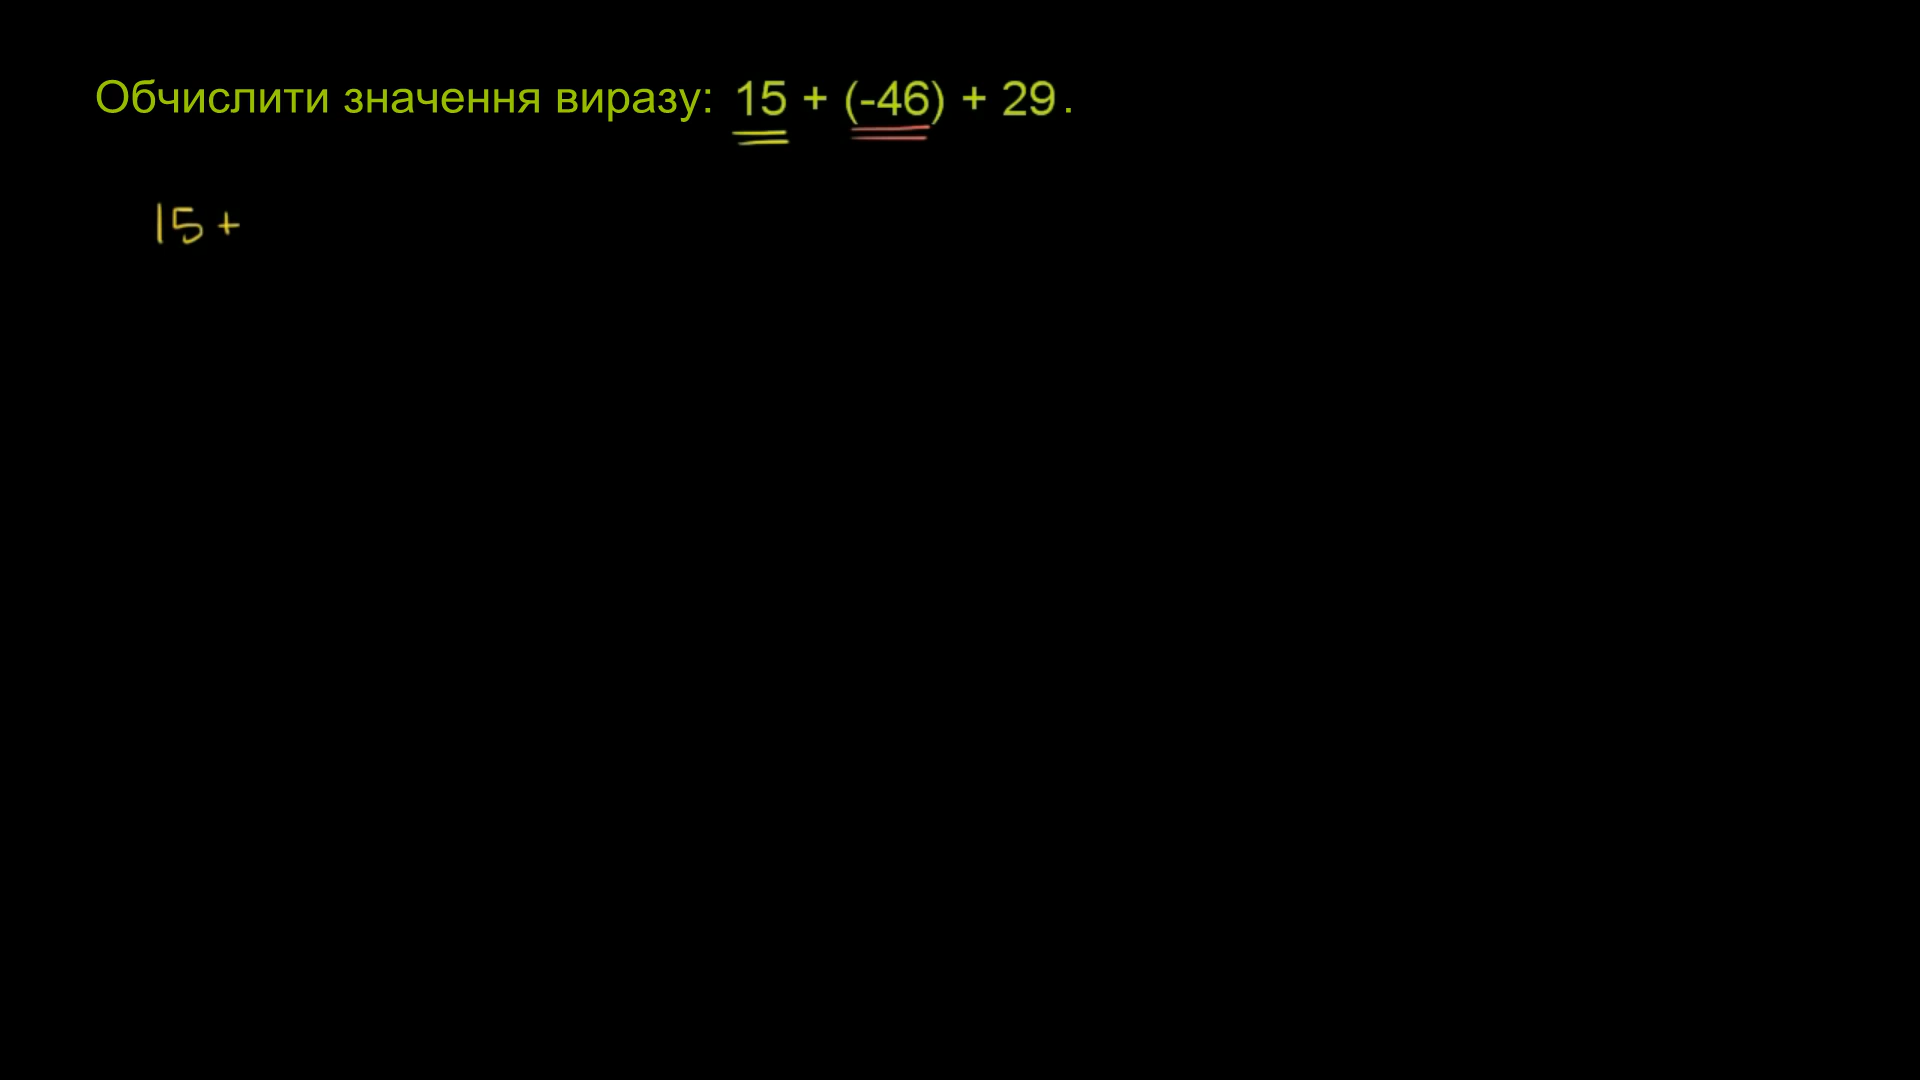 Обчислити значення виразу: 15 + (-46) + 29.
15 +